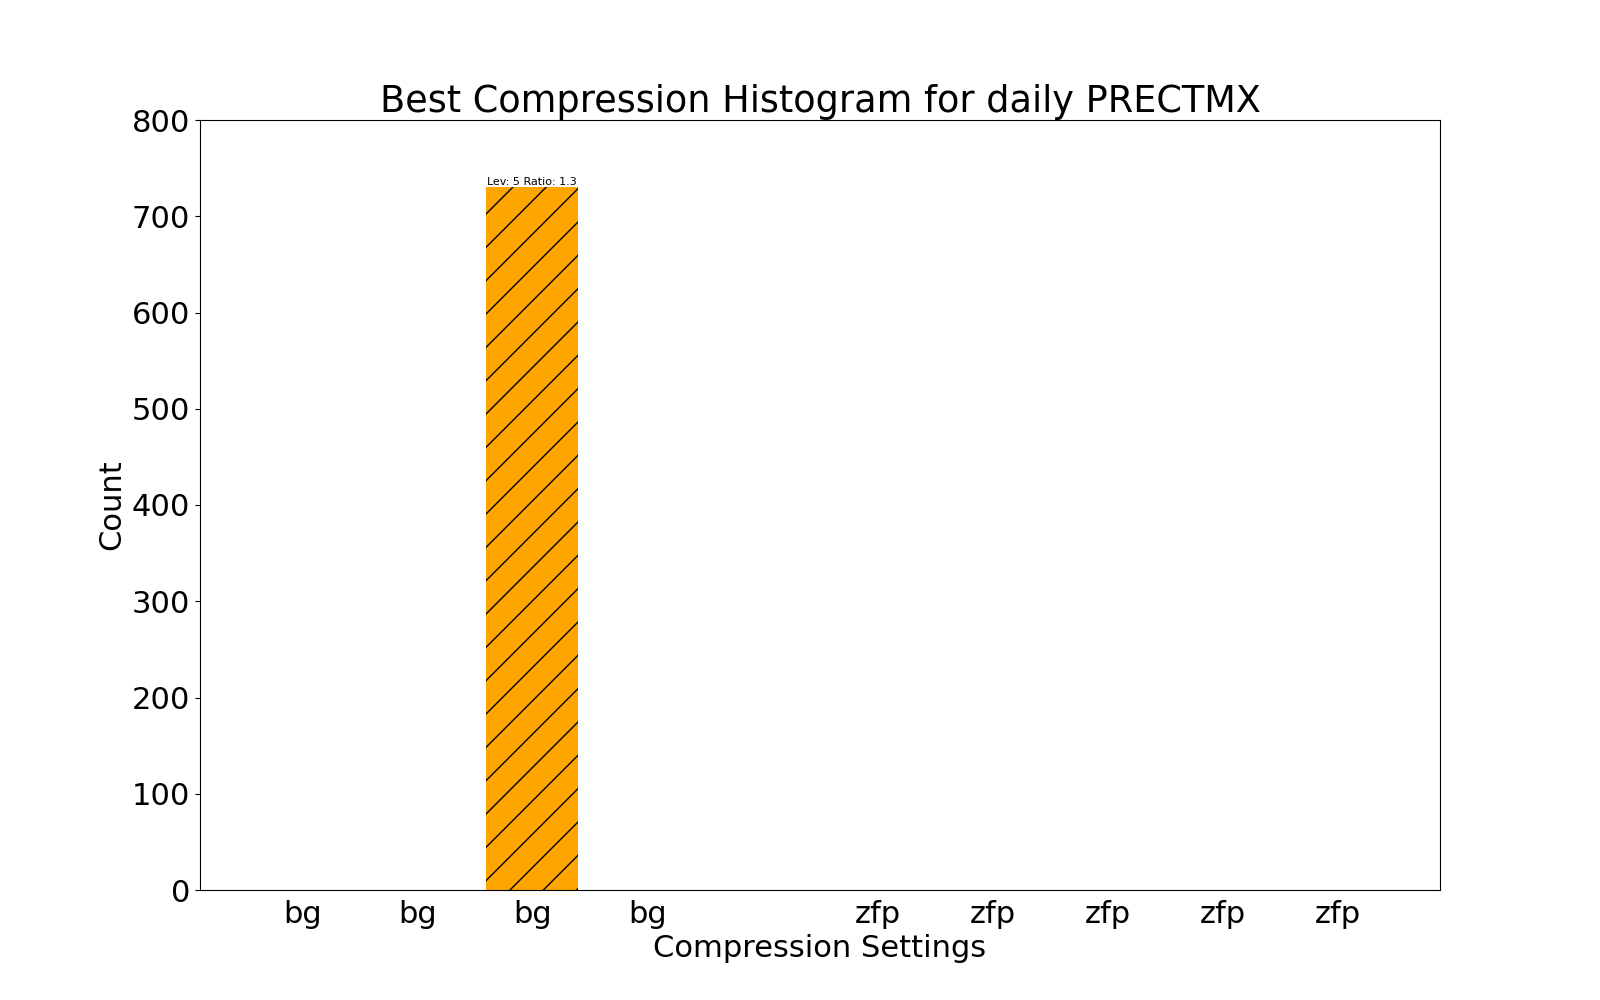 Best Compression Histogram for daily PRECTMX
800
700
600
500
400
300
200
100
0
Count
Lev: 5 Ratio: 1.3
bg bg bg bg zfp zfp zfp zfp zfp
Compression Settings